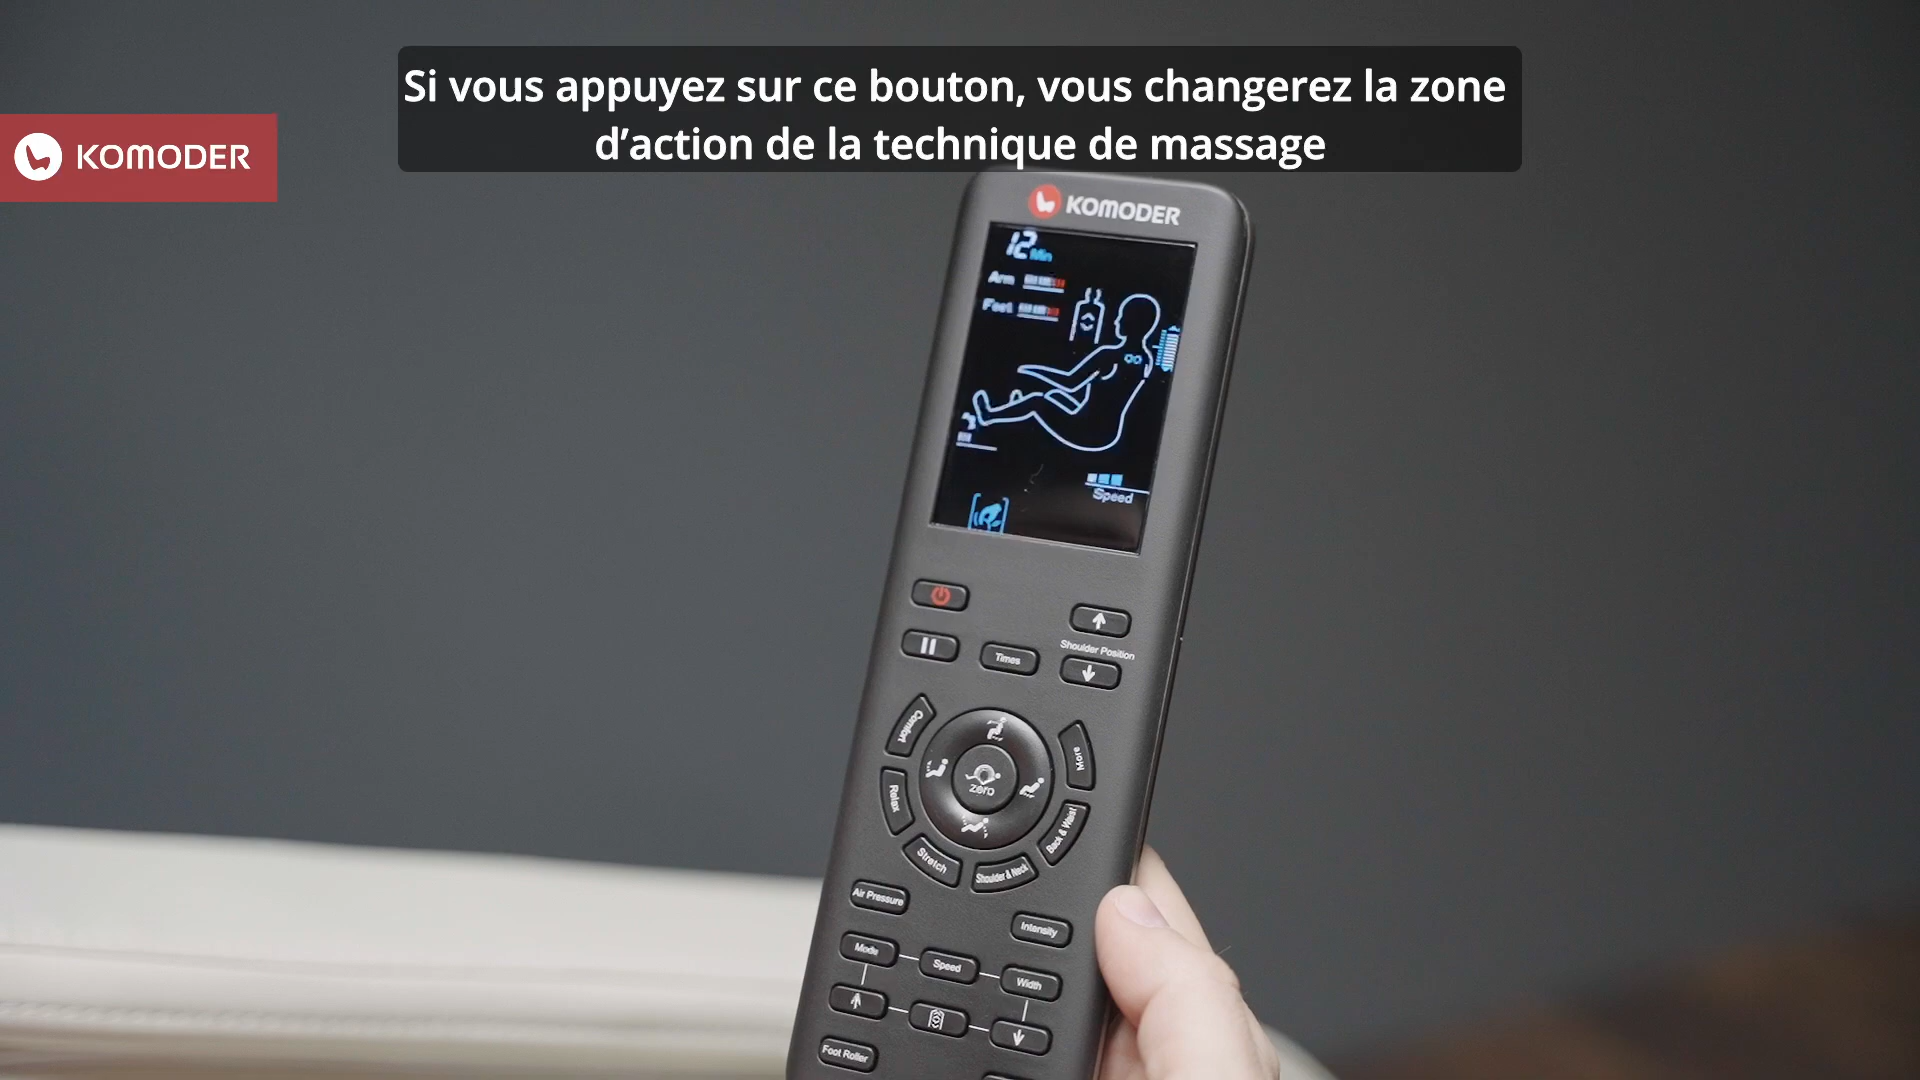 Si vous appuyez sur ce bouton, vous changerez la zone
d’action de la technique de massage
KOMODER
KOMODER
12 Min
Arm
Foot
Speed
Shoulder Position
Times
Comfort
More
zero
Relax
Back & Waist
Stretch
Shoulder & Neck
Air Pressure
Intensity
Mode
Speed
Width
Foot Roller